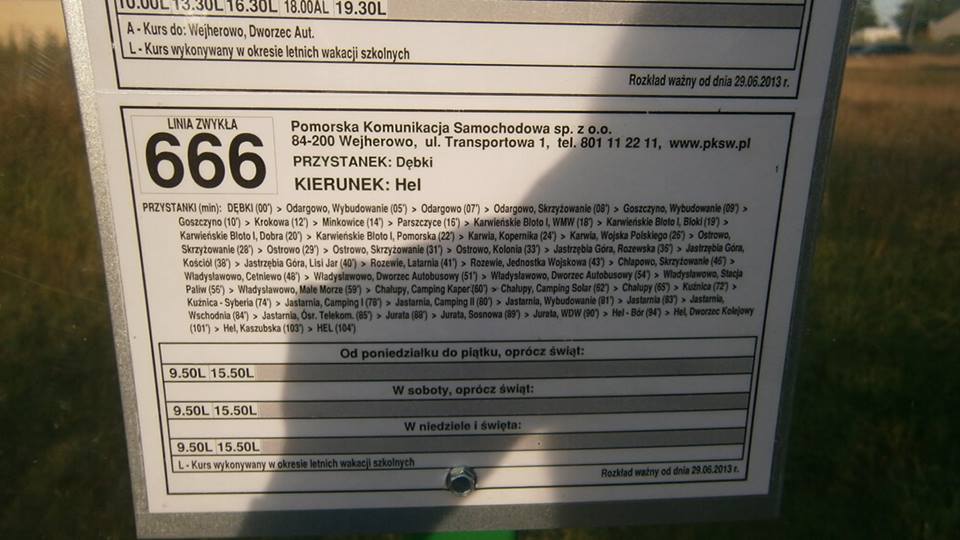 10.00L 13.30L 16.30L 18.00AL 19.30L
A - Kurs do: Wejherowo, Dworzec Aut.
L - Kurs wykonywany w okresie letnich wakacji szkolnych
Rozkład ważny od dnia 29.06.2013 r.
LINIA ZWYKŁA
666
Pomorska Komunikacja Samochodowa sp. z o.o.
84-200 Wejherowo, ul. Transportowa 1, tel. 801 11 22 11, www.pksw.pl
PRZYSTANEK: Dębki
KIERUNEK: Hel
PRZYSTANKI (min): DĘBKI (00') > Odargowo, Wybudowanie (05') > Odargowo (07') > Odargowo, Skrzyżowanie (08') > Goszczyno, Wybudowanie (09') >
Goszczyno (10') > Krokowa (12') > Minkowice (14') > Parszczyce (16') > Karwieńskie Błoto I, WMW (18') > Karwieńskie Błoto I, Bloki (19') >
Karwieńskie Błoto I, Dobra (20') > Karwieńskie Błoto I, Pomorska (22') > Karwia, Kopernika (24') > Karwia, Wojska Polskiego (26') > Ostrowo,
Skrzyżowanie (28') > Ostrowo (29') > Ostrowo, Skrzyżowanie (31') > Ostrowo, Kolonia (33') > Jastrzębia Góra, Rozewska (36') > Jastrzębia Góra,
Kościół (38') > Jastrzębia Góra, Lisi Jar (40') > Rozewie, Latarnia (41') > Rozewie, Jednostka Wojskowa (43') > Chłapowo, Skrzyżowanie (46') >
Władysławowo, Cetniewo (48') > Władysławowo, Dworzec Autobusowy (51') > Władysławowo, Dworzec Autobusowy (54') > Władysławowo, Stacja
Paliw (56') > Władysławowo, Małe Morze (59') > Chałupy, Camping Kaper(60') > Chałupy, Camping Solar (62') > Chałupy (65') > Kuźnica (72') >
Kuźnica - Syberia (74') > Jastarnia, Camping I (78') > Jastarnia, Camping II (80') > Jastarnia, Wybudowanie (81') > Jastarnia (83') > Jastarnia,
Wschodnia (84') > Jastarnia, Ośr. Telekom. (85') > Jurata (88') > Jurata, Sosnowa (89') > Jurata, WDW (90') > Hel - Bór (94') > Hel, Dworzec Kolejowy
(101') > Hel, Kaszubska (103') > HEL (104')
Od poniedziałku do piątku, oprócz świąt:
9.50L 15.50L
W soboty, oprócz świąt:
9.50L 15.50L
W niedziele i święta:
9.50L 15.50L
L - Kurs wykonywany w okresie letnich wakacji szkolnych
Rozkład ważny od dnia 29.06.2013 r.